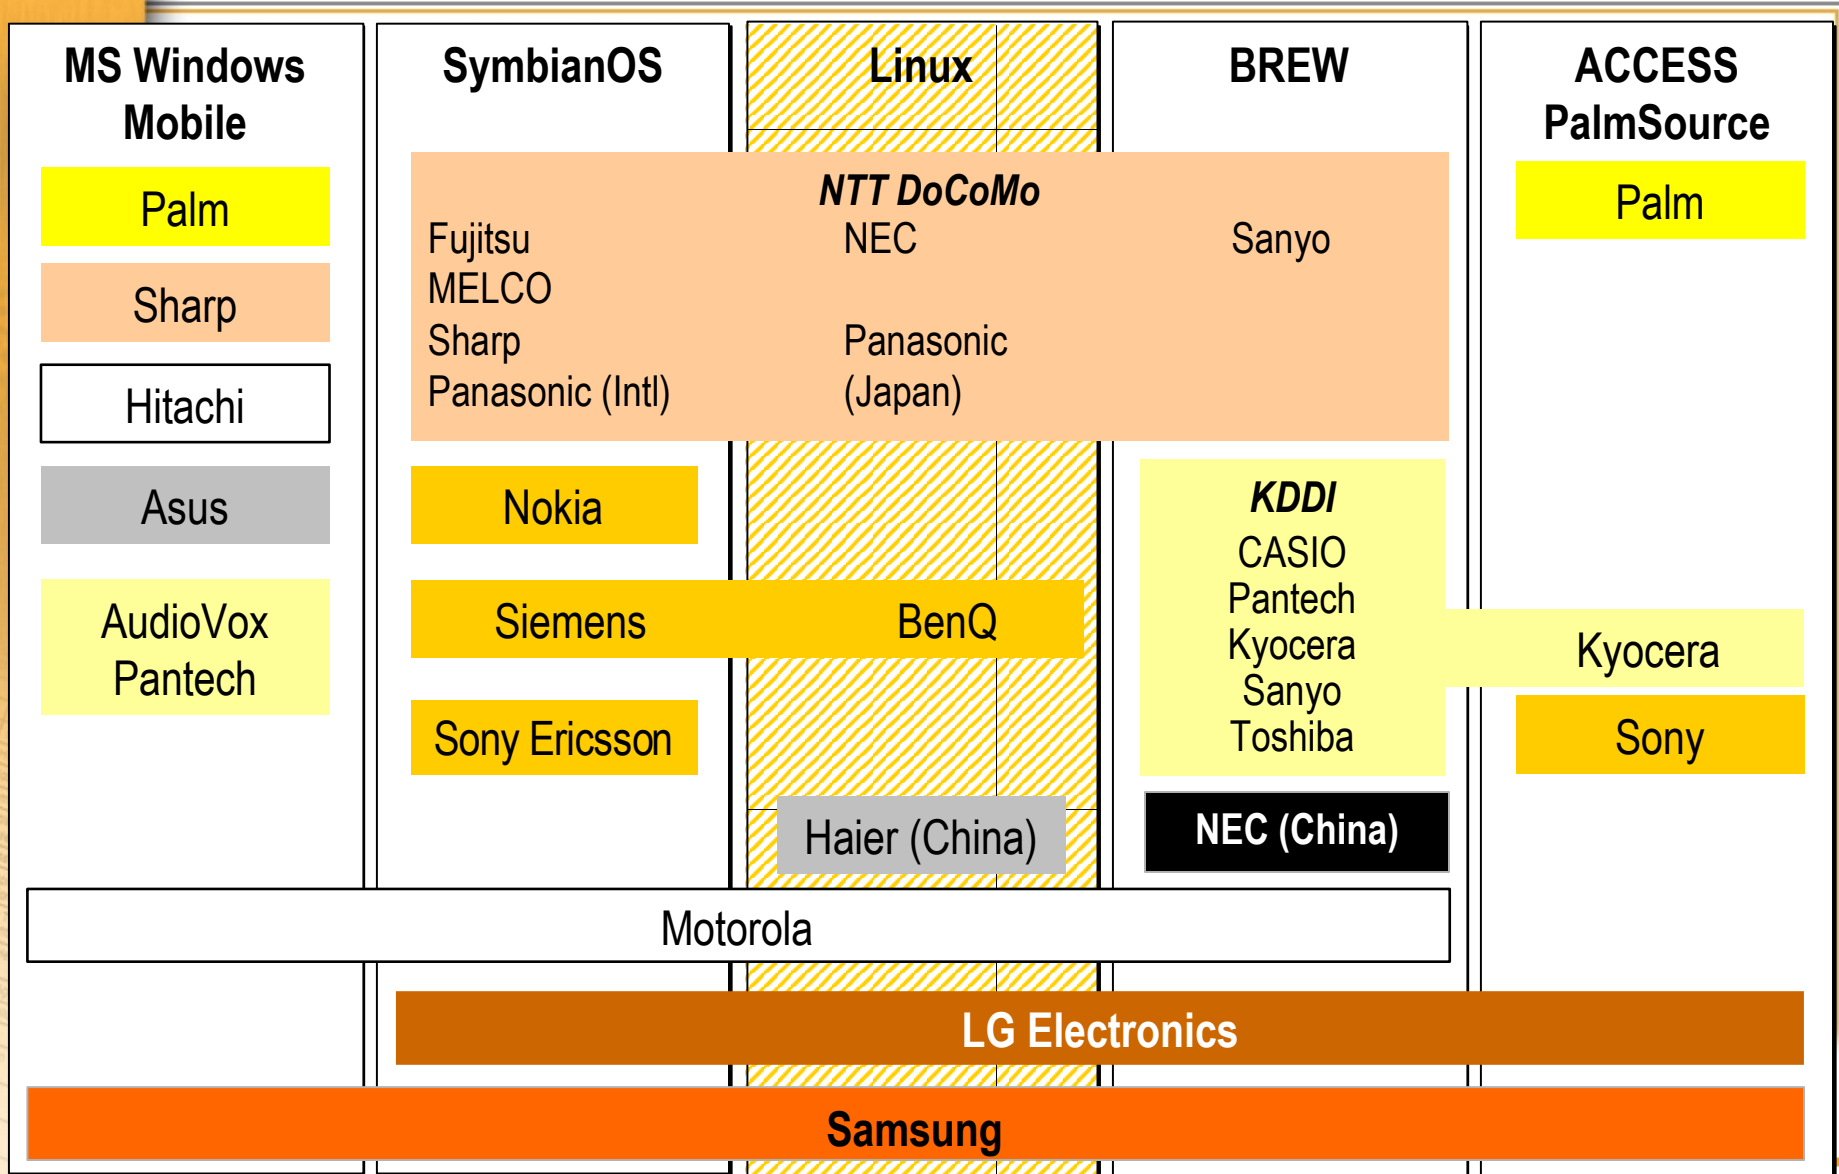 MS Windows
Mobile
SymbianOS
Linux
BREW
ACCESS
PalmSource
Palm
Sharp
Hitachi
Asus
AudioVox
Pantech
NTT DoCoMo
Fujitsu NEC Sanyo
MELCO
Sharp Panasonic
Panasonic (Intl) (Japan)
Nokia
Siemens BenQ
Sony Ericsson
Haier (China)
KDDI
CASIO
Pantech
Kyocera
Sanyo
Toshiba
NEC (China)
Palm
Kyocera
Sony
Motorola
LG Electronics
Samsung